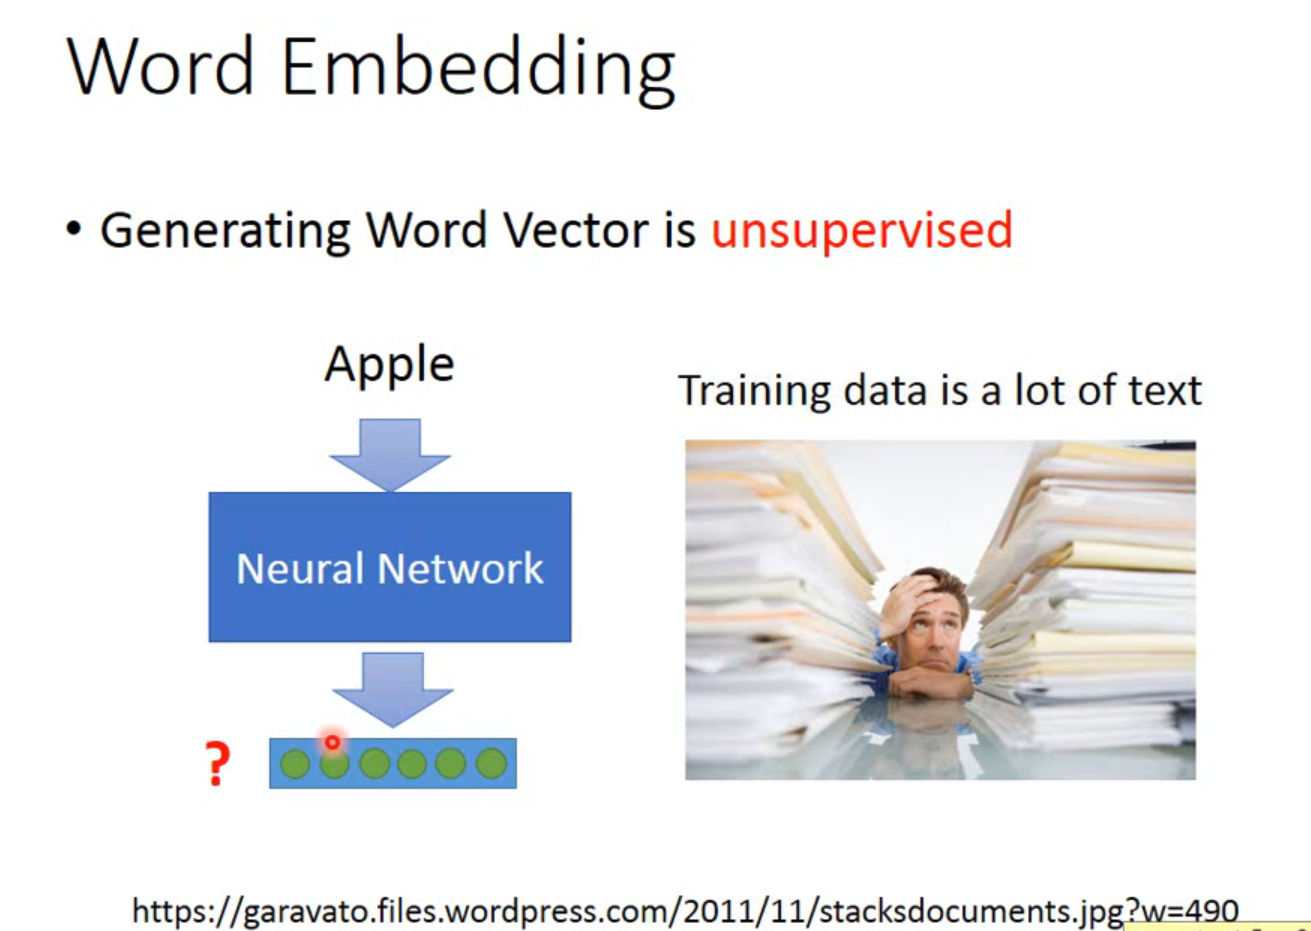 Word Embedding
• Generating Word Vector is unsupervised
Apple
Neural Network
?
Training data is a lot of text
https://garavato.files.wordpress.com/2011/11/stacksdocuments.jpg?w=490